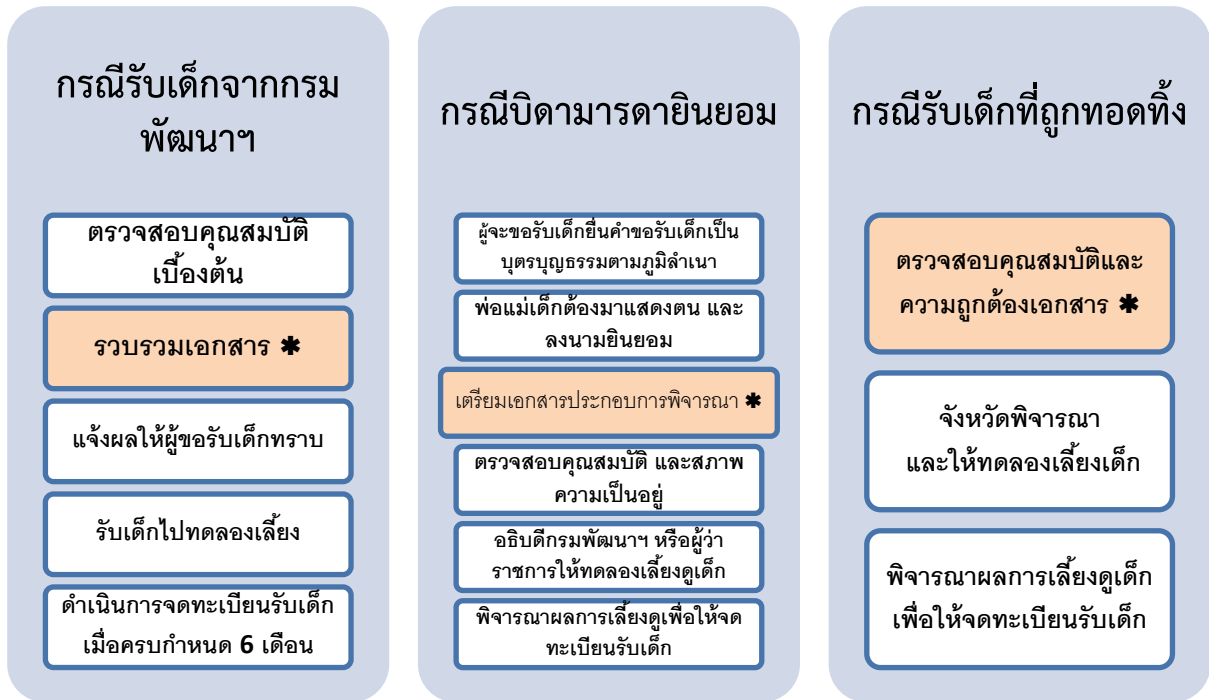 กรณีรับเด็กจากกรม
พัฒนาฯ
ตรวจสอบคุณสมบัติ
เบื้องต้น
รวบรวมเอกสาร ✱
แจ้งผลให้ผู้ขอรับเด็กทราบ
รับเด็กไปทดลองเลี้ยง
ดำเนินการจดทะเบียนรับเด็ก
เมื่อครบกำหนด 6 เดือน
กรณีบิดามารดายินยอม
ผู้จะขอรับเด็กยื่นคำขอรับเด็กเป็น
บุตรบุญธรรมตามภูมิลำเนา
พ่อแม่เด็กต้องมาแสดงตน และ
ลงนามยินยอม
เตรียมเอกสารประกอบการพิจารณา ✱
ตรวจสอบคุณสมบัติ และสภาพ
ความเป็นอยู่
อธิบดีกรมพัฒนาฯ หรือผู้ว่า
ราชการให้ทดลองเลี้ยงดูเด็ก
พิจารณาผลการเลี้ยงดูเพื่อให้จด
ทะเบียนรับเด็ก
กรณีรับเด็กที่ถูกทอดทิ้ง
ตรวจสอบคุณสมบัติและ
ความถูกต้องเอกสาร ✱
จังหวัดพิจารณา
และให้ทดลองเลี้ยงเด็ก
พิจารณาผลการเลี้ยงดูเด็ก
เพื่อให้จดทะเบียนรับเด็ก